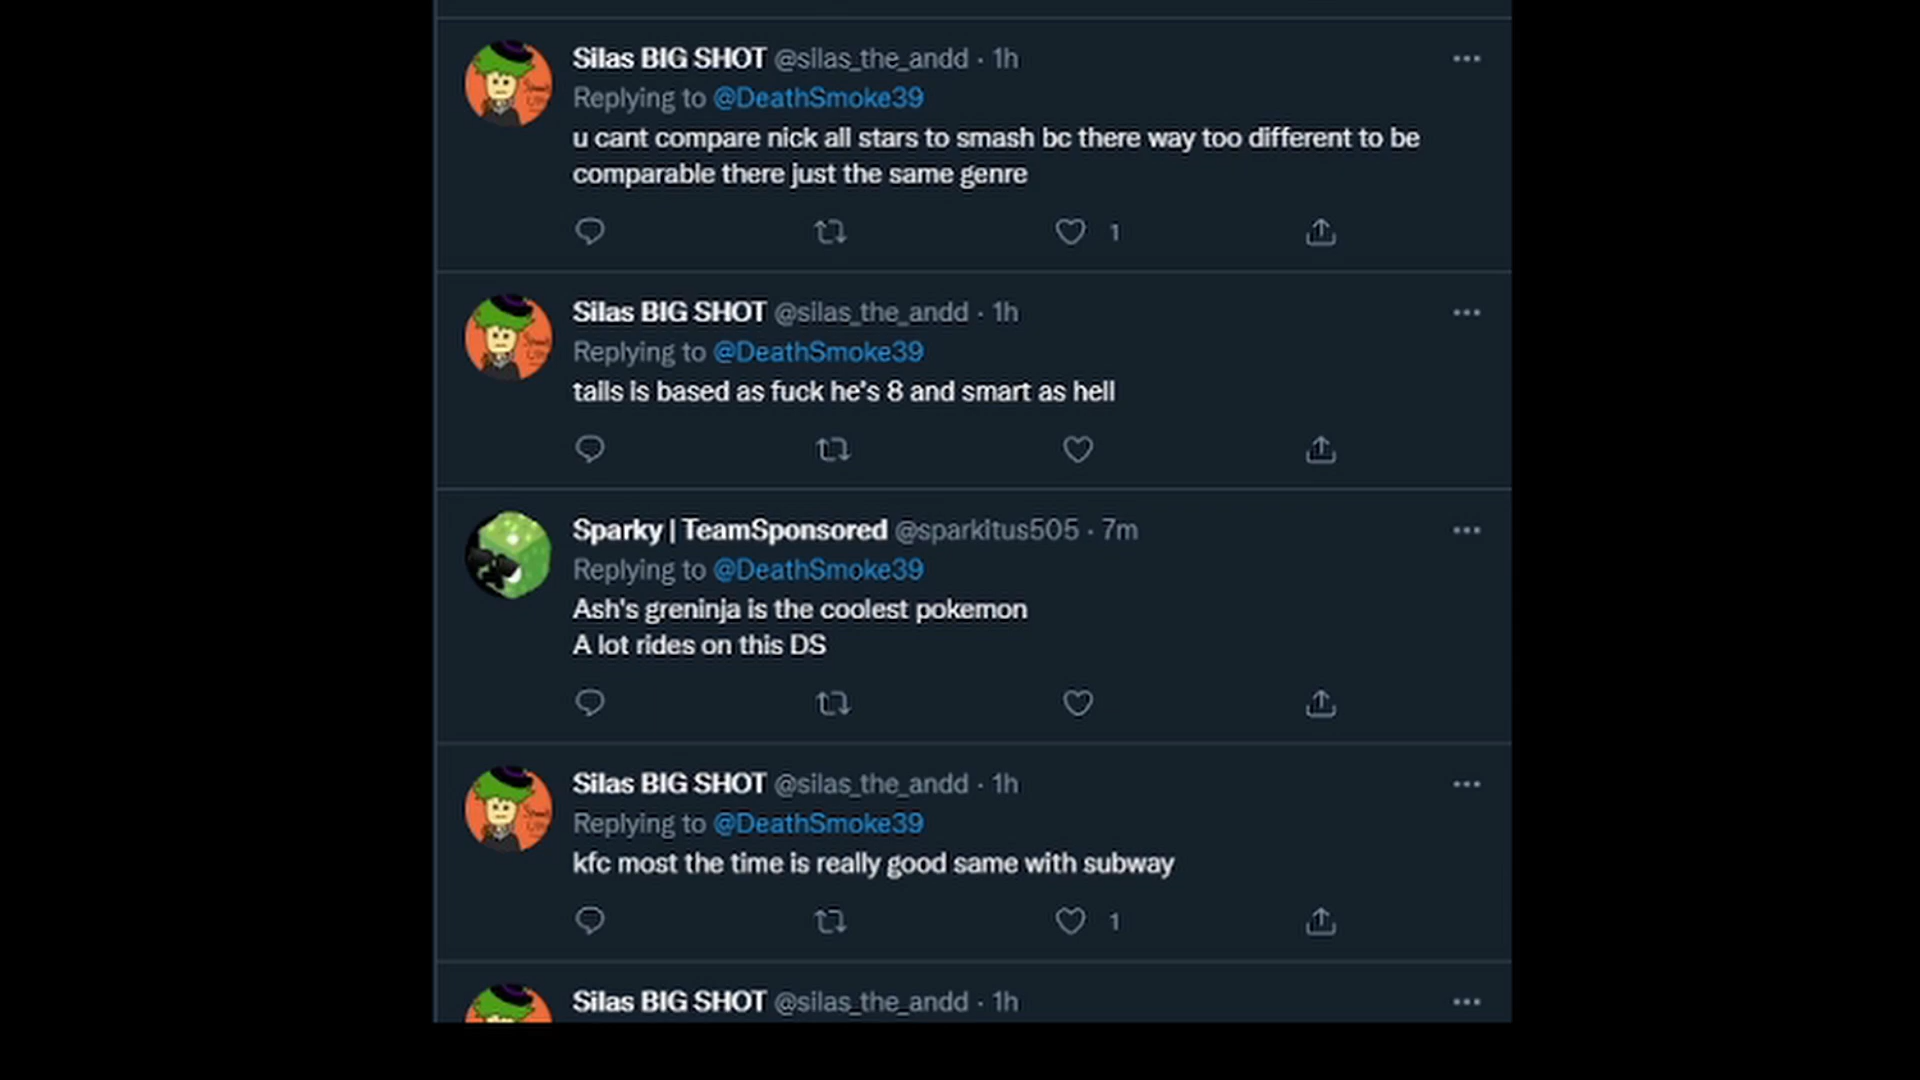 Silas BIG SHOT @silas_the_andd · 1h
Replying to @DeathSmoke39
u cant compare nick all stars to smash bc there way too different to be
comparable there just the same genre
1
Silas BIG SHOT @silas_the_andd · 1h
Replying to @DeathSmoke39
tails is based as fuck he's 8 and smart as hell
Sparky | TeamSponsored @sparkitus505 · 7m
Replying to @DeathSmoke39
Ash's greninja is the coolest pokemon
A lot rides on this DS
Silas BIG SHOT @silas_the_andd · 1h
Replying to @DeathSmoke39
kfc most the time is really good same with subway
1
Silas BIG SHOT @silas_the_andd · 1h